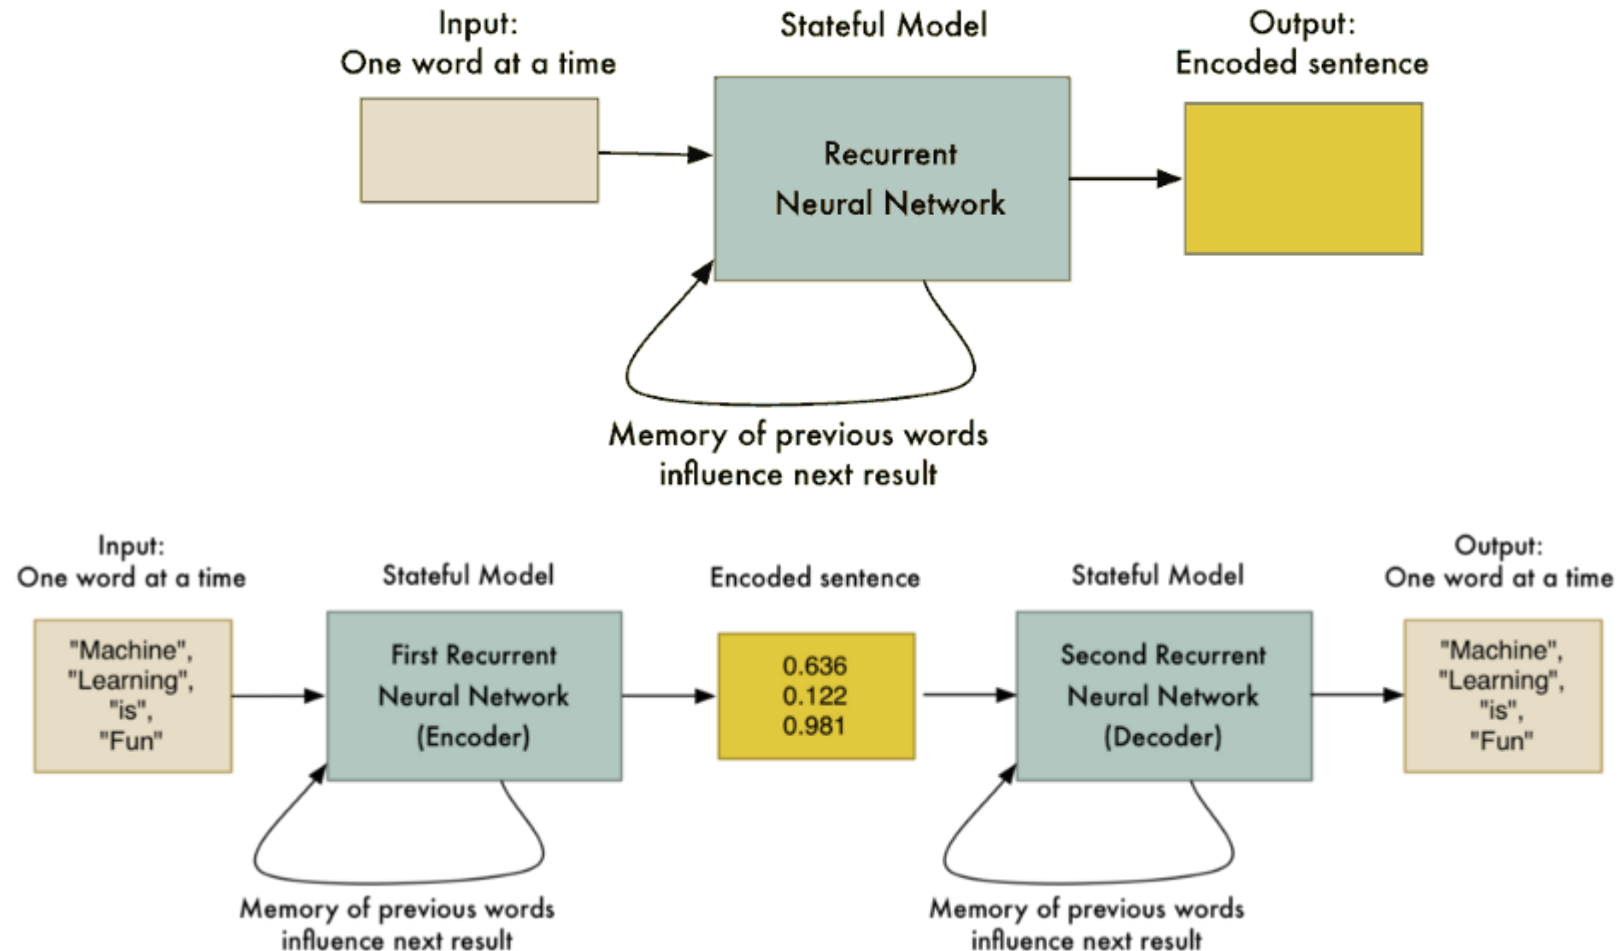 Input:
One word at a time
Stateful Model
Output:
Encoded sentence
Recurrent
Neural Network
Memory of previous words
influence next result
Input:
One word at a time
Stateful Model
Encoded sentence
Stateful Model
Output:
One word at a time
"Machine",
"Learning",
"is",
"Fun"
First Recurrent
Neural Network
(Encoder)
0.636
0.122
0.981
Second Recurrent
Neural Network
(Decoder)
"Machine",
"Learning",
"is",
"Fun"
Memory of previous words
influence next result
Memory of previous words
influence next result